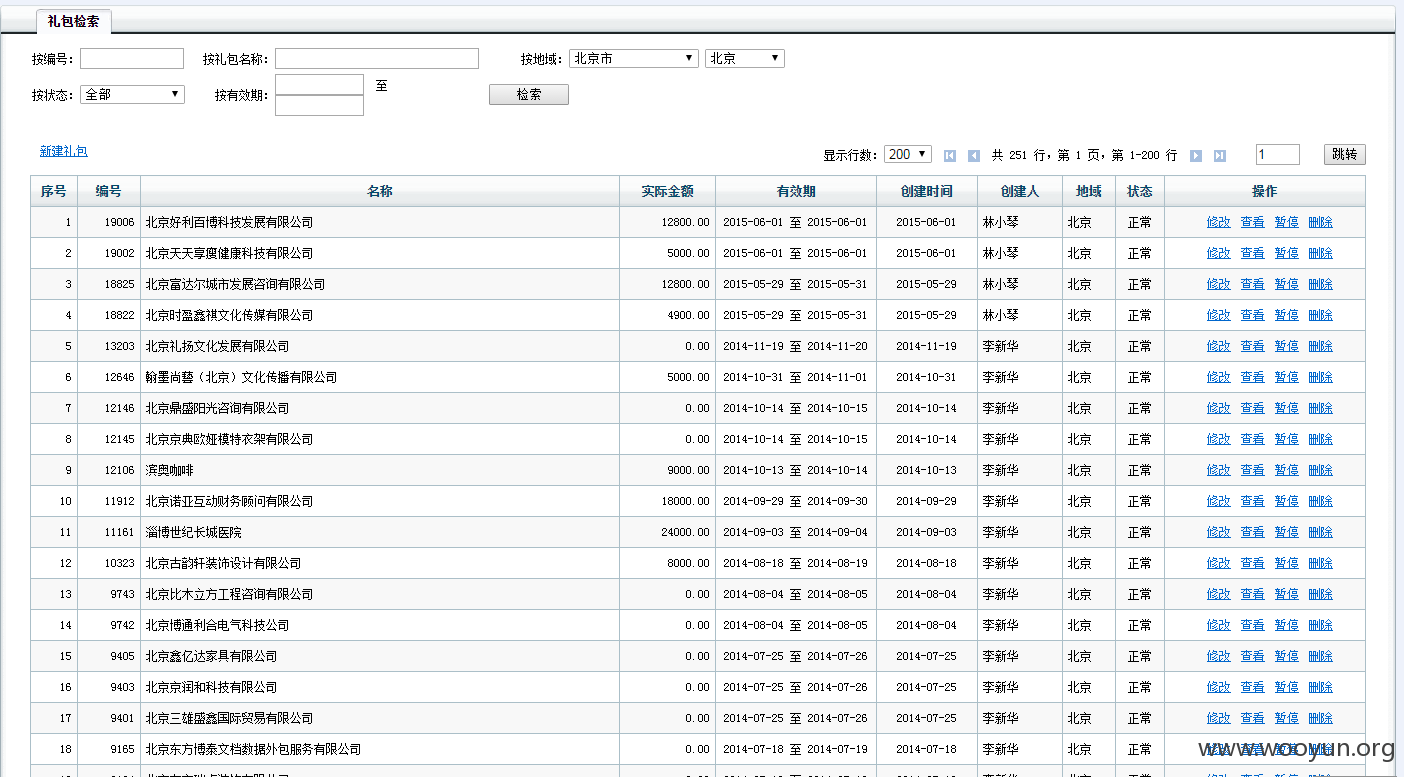 礼包检索
按编号: 按礼包名称: 按地域: 北京市 北京
按状态: 全部 按有效期: 至 检索
新建礼包 显示行数: 200 共 251 行，第 1 页，第 1-200 行 1 跳转
序号 编号 名称 实际金额 有效期 创建时间 创建人 地域 状态 操作
1 19006 北京好利百博科技发展有限公司 12800.00 2015-06-01 至 2015-06-01 2015-06-01 林小琴 北京 正常 修改 查看 暂停 删除
2 19002 北京天天享瘦健康科技有限公司 5000.00 2015-06-01 至 2015-06-01 2015-06-01 林小琴 北京 正常 修改 查看 暂停 删除
3 18825 北京富达尔城市发展咨询有限公司 12800.00 2015-05-29 至 2015-05-31 2015-05-29 林小琴 北京 正常 修改 查看 暂停 删除
4 18822 北京时盈鑫祺文化传媒有限公司 4900.00 2015-05-29 至 2015-05-31 2015-05-29 林小琴 北京 正常 修改 查看 暂停 删除
5 13203 北京礼扬文化发展有限公司 0.00 2014-11-19 至 2014-11-20 2014-11-19 李新华 北京 正常 修改 查看 暂停 删除
6 12646 翰墨尚藝（北京）文化传播有限公司 5000.00 2014-10-31 至 2014-11-01 2014-10-31 李新华 北京 正常 修改 查看 暂停 删除
7 12146 北京鼎盛阳光咨询有限公司 0.00 2014-10-14 至 2014-10-15 2014-10-14 李新华 北京 正常 修改 查看 暂停 删除
8 12145 北京京典欧娅模特衣架有限公司 0.00 2014-10-14 至 2014-10-15 2014-10-14 李新华 北京 正常 修改 查看 暂停 删除
9 12106 滨奥咖啡 9000.00 2014-10-13 至 2014-10-14 2014-10-13 李新华 北京 正常 修改 查看 暂停 删除
10 11912 北京诺亚互动财务顾问有限公司 18000.00 2014-09-29 至 2014-09-30 2014-09-29 李新华 北京 正常 修改 查看 暂停 删除
11 11161 淄博世纪长城医院 24000.00 2014-09-03 至 2014-09-04 2014-09-03 李新华 北京 正常 修改 查看 暂停 删除
12 10323 北京古韵轩装饰设计有限公司 8000.00 2014-08-18 至 2014-08-19 2014-08-18 李新华 北京 正常 修改 查看 暂停 删除
13 9743 北京比木立方工程咨询有限公司 0.00 2014-08-04 至 2014-08-05 2014-08-04 李新华 北京 正常 修改 查看 暂停 删除
14 9742 北京博通利合电气科技公司 0.00 2014-08-04 至 2014-08-05 2014-08-04 李新华 北京 正常 修改 查看 暂停 删除
15 9405 北京鑫亿达家具有限公司 0.00 2014-07-25 至 2014-07-26 2014-07-25 李新华 北京 正常 修改 查看 暂停 删除
16 9403 北京京润和科技有限公司 0.00 2014-07-25 至 2014-07-26 2014-07-25 李新华 北京 正常 修改 查看 暂停 删除
17 9401 北京三雄盛鑫国际贸易有限公司 0.00 2014-07-25 至 2014-07-26 2014-07-25 李新华 北京 正常 修改 查看 暂停 删除
18 9165 北京东方博泰文档数据外包服务有限公司 0.00 2014-07-18 至 2014-07-19 2014-07-18 李新华 北京 正常 修改 查看 暂停 删除
www.wooyun.org